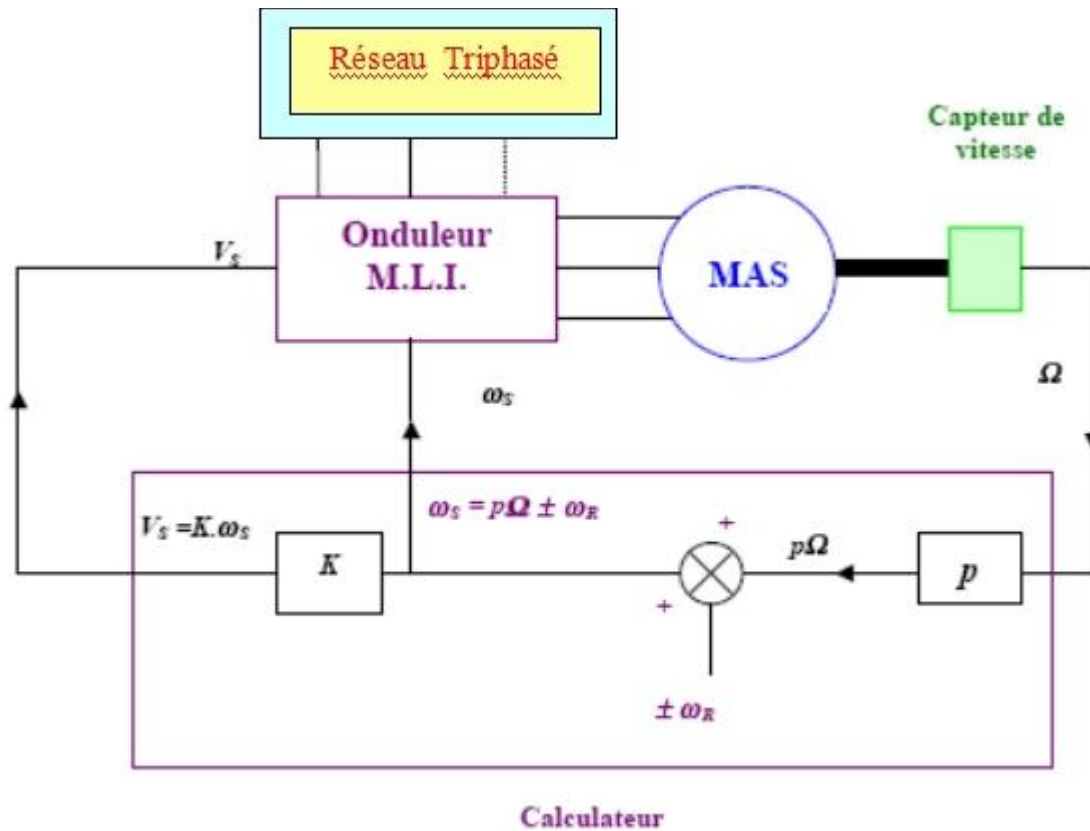 Réseau Triphasé
Capteur de
vitesse
Onduleur
M.L.I.
V_S
MAS
Ω
ω_S
V_S =K.ω_S
ω_S = pΩ ± ω_R
+
pΩ
K
p
+
± ω_R
Calculateur